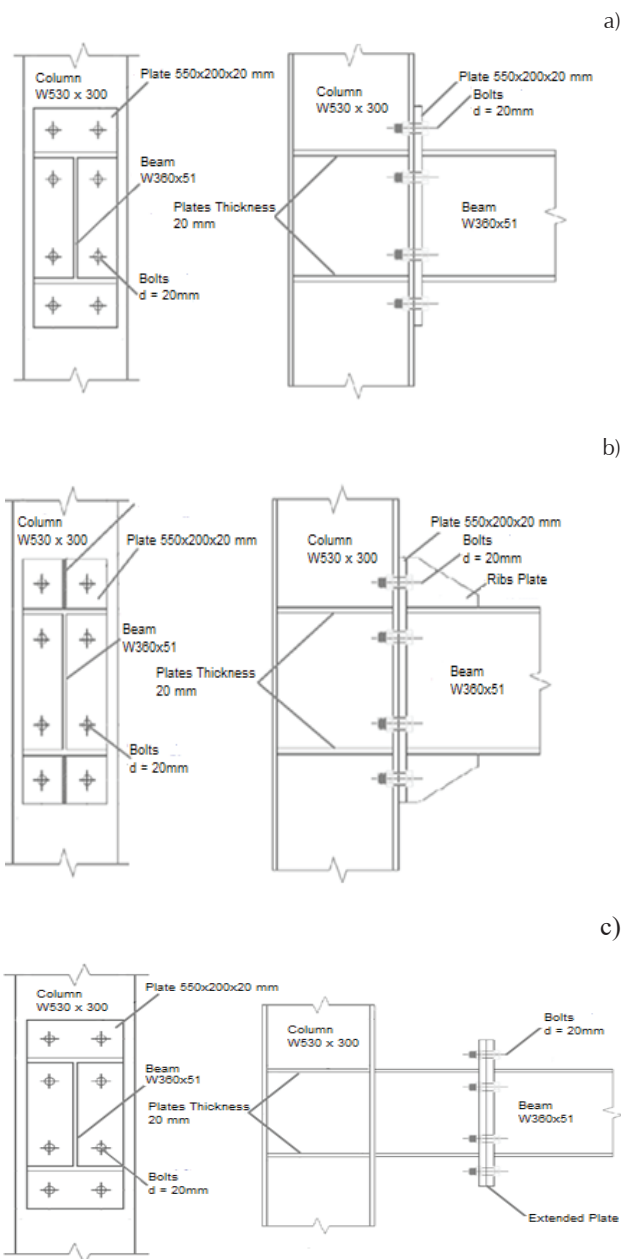 a)
Column
W530 x 300
Plate 550x200x20 mm
Beam
W360x51
Bolts
d = 20mm
Column
W530 x 300
Plate 550x200x20 mm
Bolts
d = 20mm
Plates Thickness
20 mm
Beam
W360x51
b)
Column
W530 x 300
Plate 550x200x20 mm
Beam
W360x51
Bolts
d = 20mm
Column
W530 x 300
Plate 550x200x20 mm
Bolts
d = 20mm
Ribs Plate
Plates Thickness
20 mm
Beam
W360x51
c)
Column
W530 x 300
Plate 550x200x20 mm
Beam
W360x51
Bolts
d = 20mm
Column
W530 x 300
Bolts
d = 20mm
Plates Thickness
20 mm
Beam
W360x51
Extended Plate